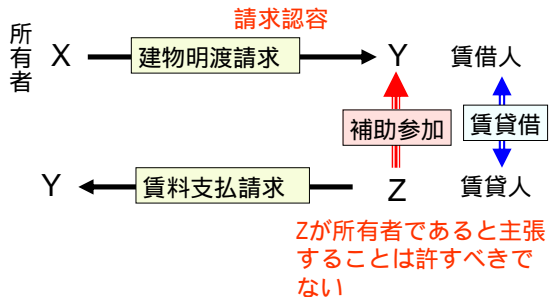 請求認容
所有者
X
建物明渡請求
Y
賃借人
補助参加
賃貸借
Y
賃料支払請求
Z
賃貸人
Zが所有者であると主張
することは許すべきで
ない